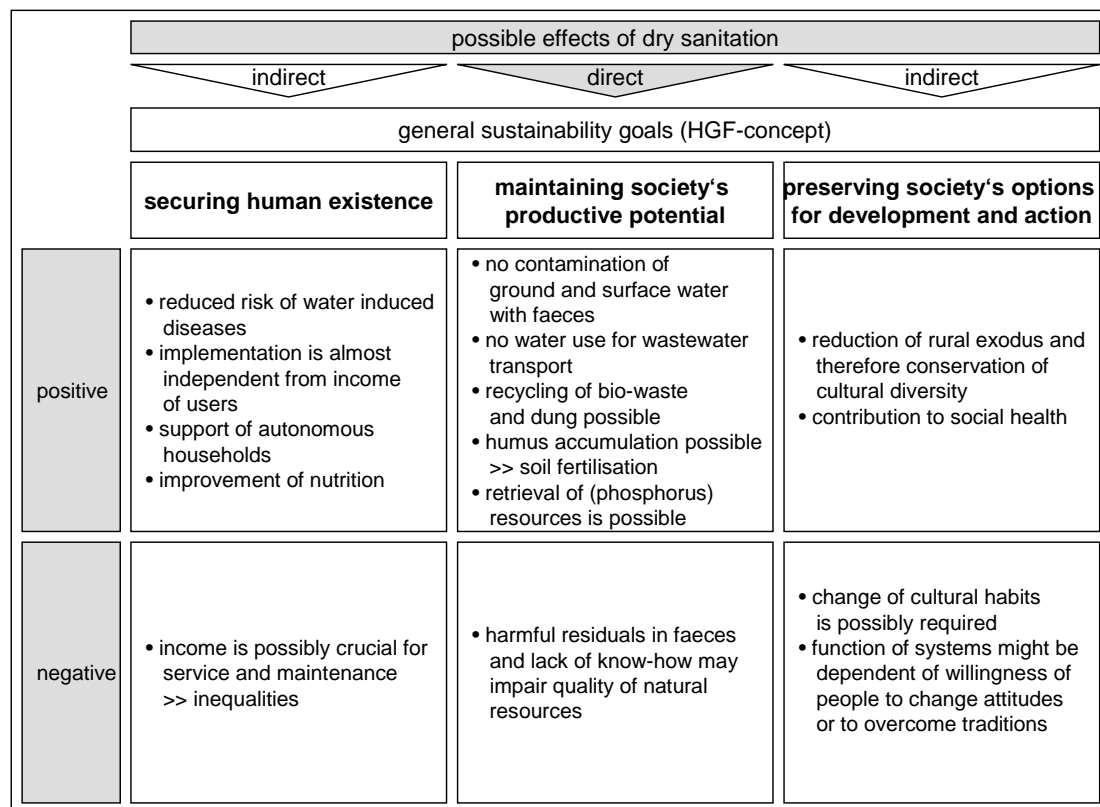 possible effects of dry sanitation
indirect
direct
indirect
general sustainability goals (HGF-concept)
securing human existence
maintaining society‘s
productive potential
preserving society‘s options
for development and action
positive
• reduced risk of water induced
diseases
• implementation is almost
independent from income
of users
• support of autonomous
households
• improvement of nutrition
• no contamination of
ground and surface water
with faeces
• no water use for wastewater
transport
• recycling of bio-waste
and dung possible
• humus accumulation possible
>> soil fertilisation
• retrieval of (phosphorus)
resources is possible
• reduction of rural exodus and
therefore conservation of
cultural diversity
• contribution to social health
negative
• income is possibly crucial for
service and maintenance
>> inequalities
• harmful residuals in faeces
and lack of know-how may
impair quality of natural
resources
• change of cultural habits
is possibly required
• function of systems might be
dependent of willingness of
people to change attitudes
or to overcome traditions